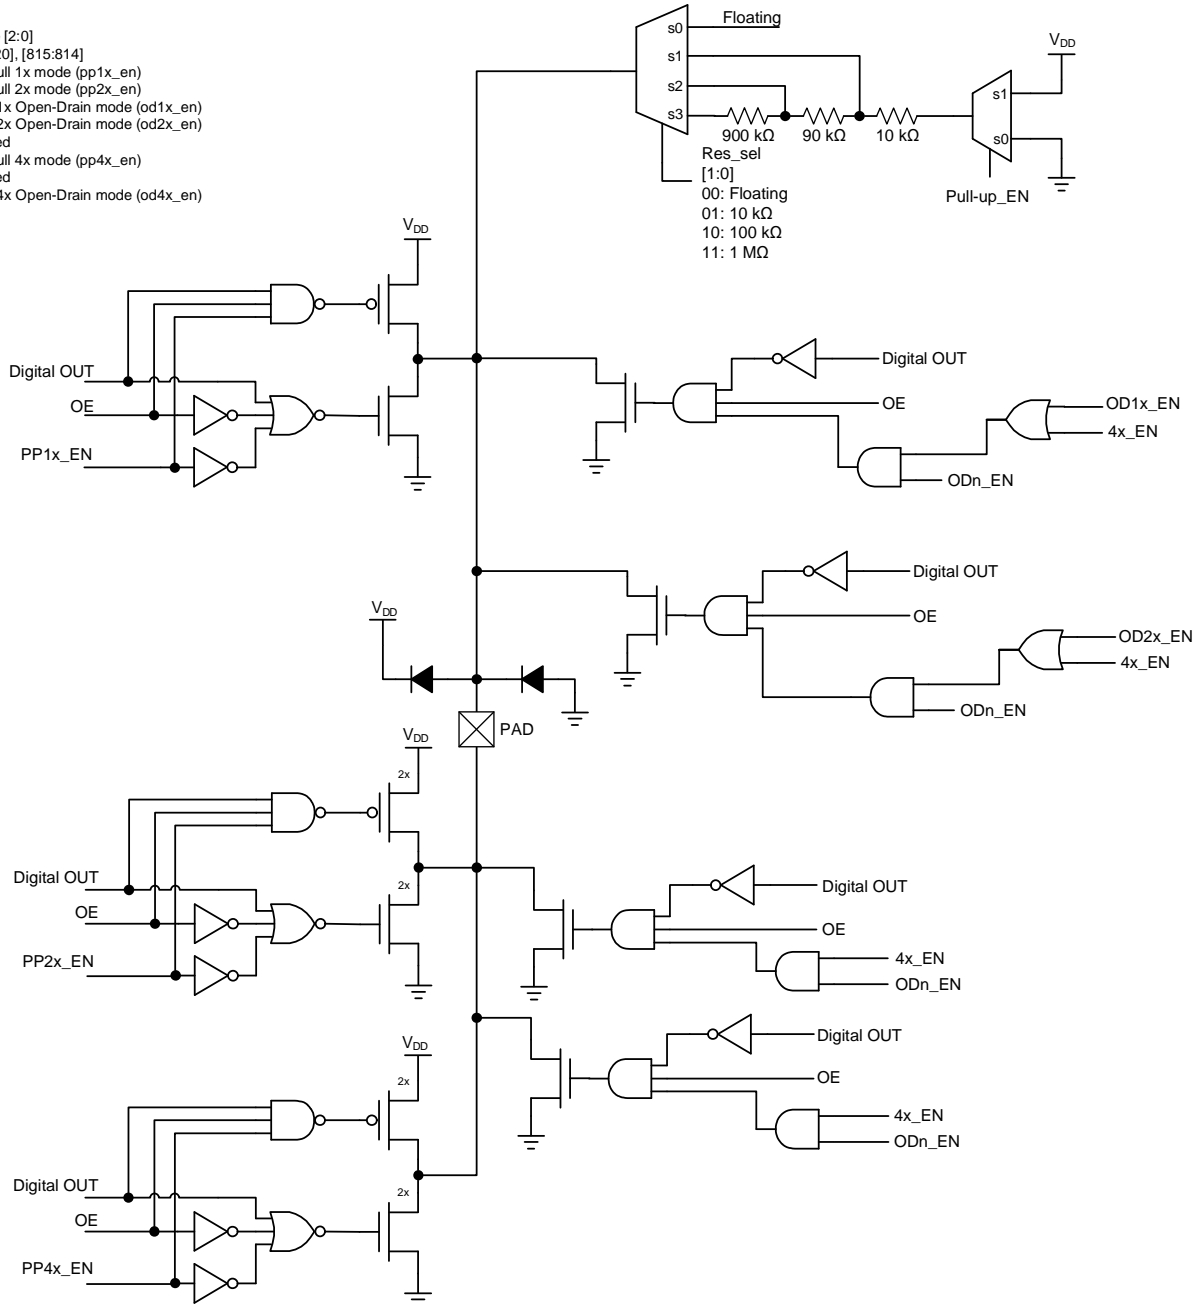 [2:0]
20], [815:814]
ull 1x mode (pp1x_en)
ull 2x mode (pp2x_en)
1x Open-Drain mode (od1x_en)
2x Open-Drain mode (od2x_en)
ed
ull 4x mode (pp4x_en)
ed
4x Open-Drain mode (od4x_en)
Floating
s0
s1
s2
s3
900 kΩ
90 kΩ
10 kΩ
VDD
s1
s0
Pull-up_EN
Res_sel
[1:0]
00: Floating
01: 10 kΩ
10: 100 kΩ
11: 1 MΩ
VDD
Digital OUT
OE
PP1x_EN
Digital OUT
OE
OD1x_EN
4x_EN
ODn_EN
Digital OUT
OE
OD2x_EN
4x_EN
ODn_EN
VDD
PAD
VDD
2x
2x
Digital OUT
OE
PP2x_EN
Digital OUT
OE
4x_EN
ODn_EN
Digital OUT
OE
4x_EN
ODn_EN
VDD
2x
2x
Digital OUT
OE
PP4x_EN